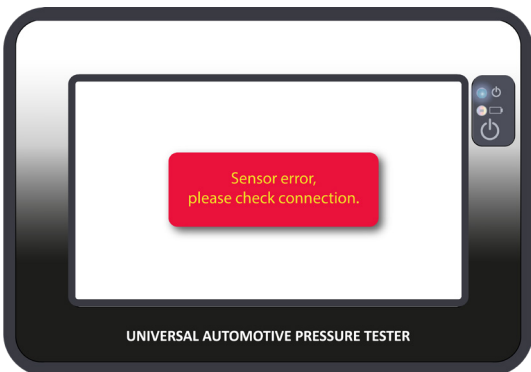 Sensor error,
please check connection.
UNIVERSAL AUTOMOTIVE PRESSURE TESTER